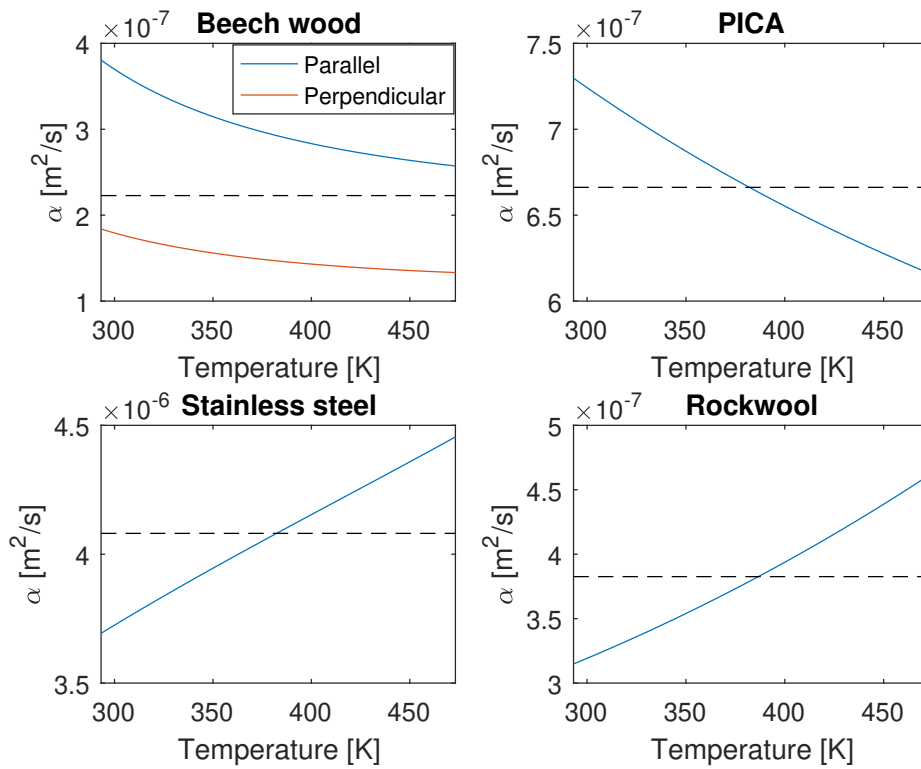 ×10⁻⁷ Beech wood
4
3
2
1
α [m²/s]
Parallel
Perpendicular
300 350 400 450
Temperature [K]
×10⁻⁷ PICA
7.5
7
6.5
6
α [m²/s]
300 350 400 450
Temperature [K]
×10⁻⁶ Stainless steel
4.5
4
3.5
α [m²/s]
300 350 400 450
Temperature [K]
×10⁻⁷ Rockwool
5
4.5
4
3.5
3
α [m²/s]
300 350 400 450
Temperature [K]